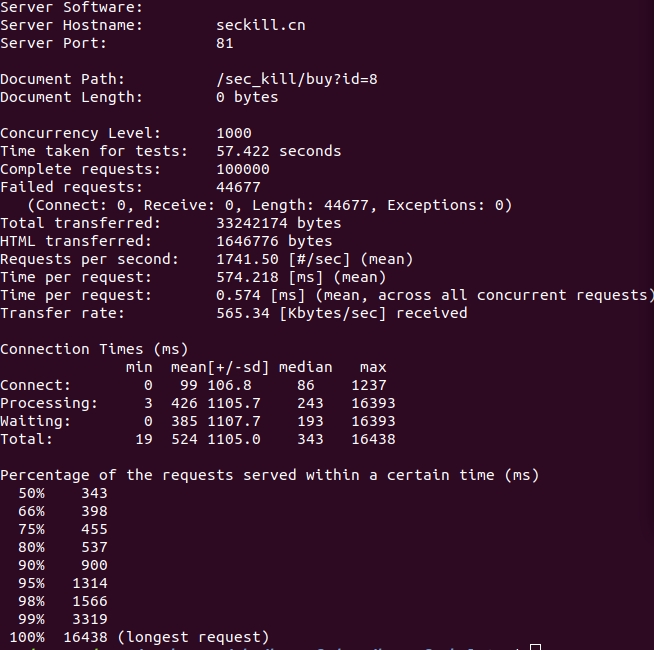 Server Software:
Server Hostname:        seckill.cn
Server Port:            81
Document Path:          /sec_kill/buy?id=8
Document Length:        0 bytes
Concurrency Level:      1000
Time taken for tests:   57.422 seconds
Complete requests:      100000
Failed requests:        44677
   (Connect: 0, Receive: 0, Length: 44677, Exceptions: 0)
Total transferred:      33242174 bytes
HTML transferred:       1646776 bytes
Requests per second:    1741.50 [#/sec] (mean)
Time per request:       574.218 [ms] (mean)
Time per request:       0.574 [ms] (mean, across all concurrent requests)
Transfer rate:          565.34 [Kbytes/sec] received
Connection Times (ms)
              min  mean[+/-sd] median   max
Connect:        0   99 106.8     86    1237
Processing:     3  426 1105.7    243   16393
Waiting:        0  385 1107.7    193   16393
Total:         19  524 1105.0    343   16438
Percentage of the requests served within a certain time (ms)
  50%    343
  66%    398
  75%    455
  80%    537
  90%    900
  95%   1314
  98%   1566
  99%   3319
 100%  16438 (longest request)